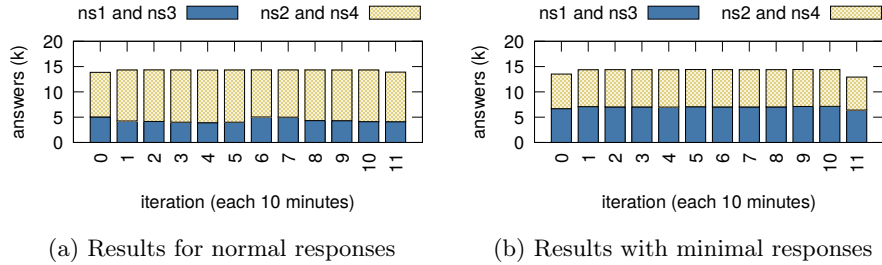 ns1 and ns3 ns2 and ns4
20
15
10
5
0
answers (k)
0 1 2 3 4 5 6 7 8 9 10 11
iteration (each 10 minutes)
(a) Results for normal responses
ns1 and ns3 ns2 and ns4
20
15
10
5
0
answers (k)
0 1 2 3 4 5 6 7 8 9 10 11
iteration (each 10 minutes)
(b) Results with minimal responses